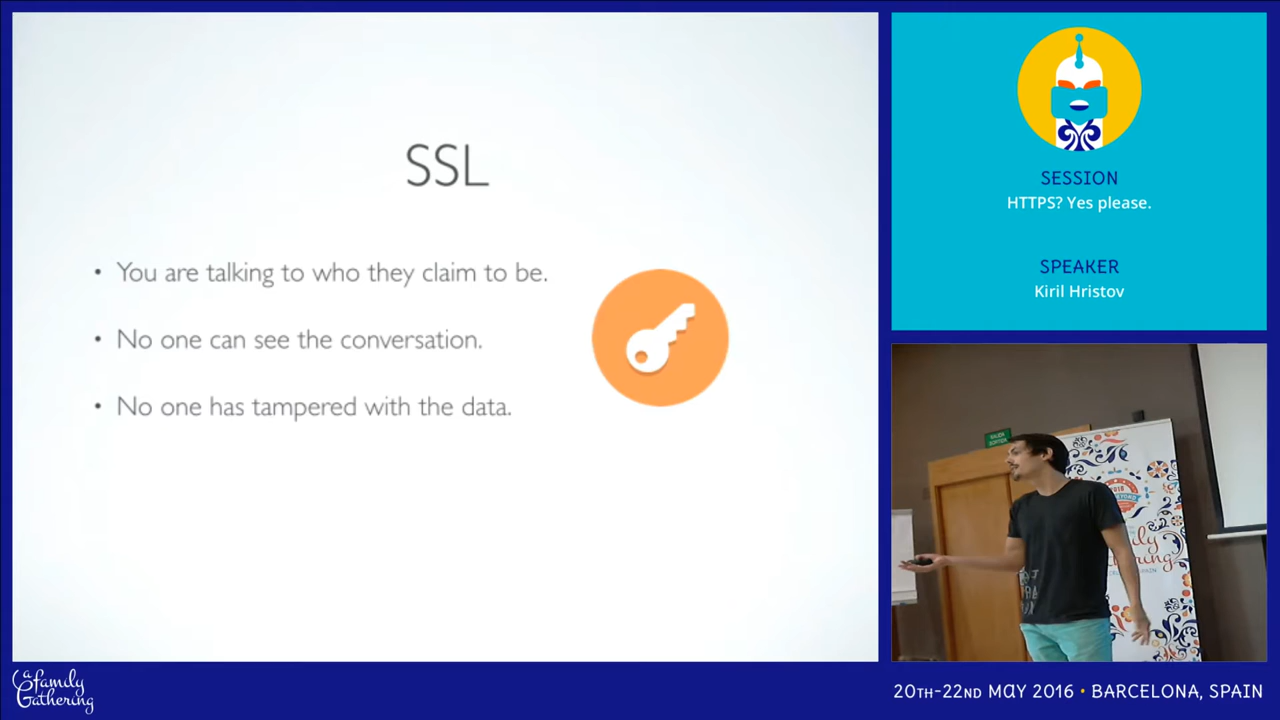 SSL
• You are talking to who they claim to be.
• No one can see the conversation.
• No one has tampered with the data.
SESSION
HTTPS? Yes please.
SPEAKER
Kiril Hristov
2016
a family
Gathering
20TH-22ND MAY 2016 • BARCELONA, SPAIN